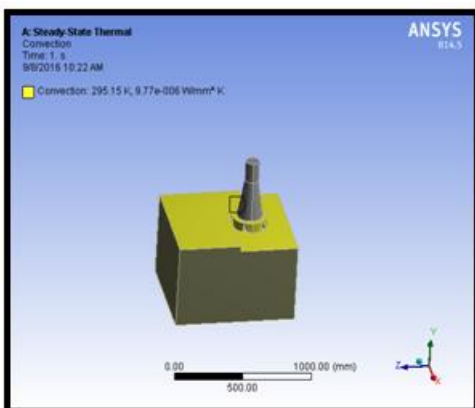 A: Steady-State Thermal
Convection
Time: 1. s
9/8/2016 10:22 AM
Convection: 295.15 K, 9.77e-006 W/mm² K
ANSYS
R14.5
0.00
1000.00 (mm)
500.00
Y
Z
X